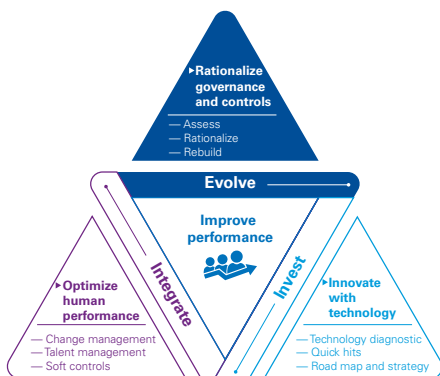 ▸Rationalize
governance
and controls
— Assess
— Rationalize
— Rebuild
Evolve
Improve
performance
Integrate
Invest
▸Optimize
human
performance
— Change management
— Talent management
— Soft controls
▸Innovate
with
technology
— Technology diagnostic
— Quick hits
— Road map and strategy